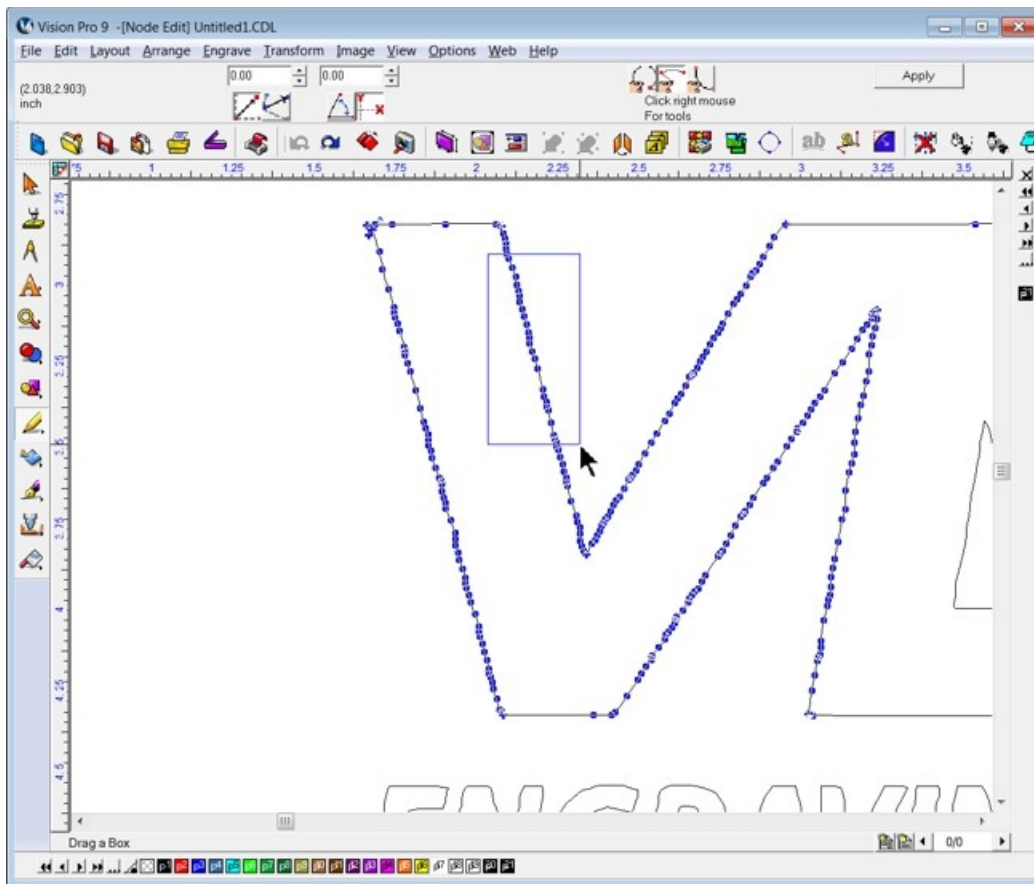 Vision Pro 9 -[Node Edit] Untitled1.CDL
File Edit Layout Arrange Engrave Transform Image View Options Web Help
0.00 0.00 Apply
(2.038,2.903)
inch
Click right mouse
For tools
ab
1 1.25 1.5 1.75 2 2.25 2.5 2.75 3 3.25 3.5
2.75
3
3.25
3.5
3.75
4
4.25
4.5
ENGRAVIN
Drag a Box 0/0